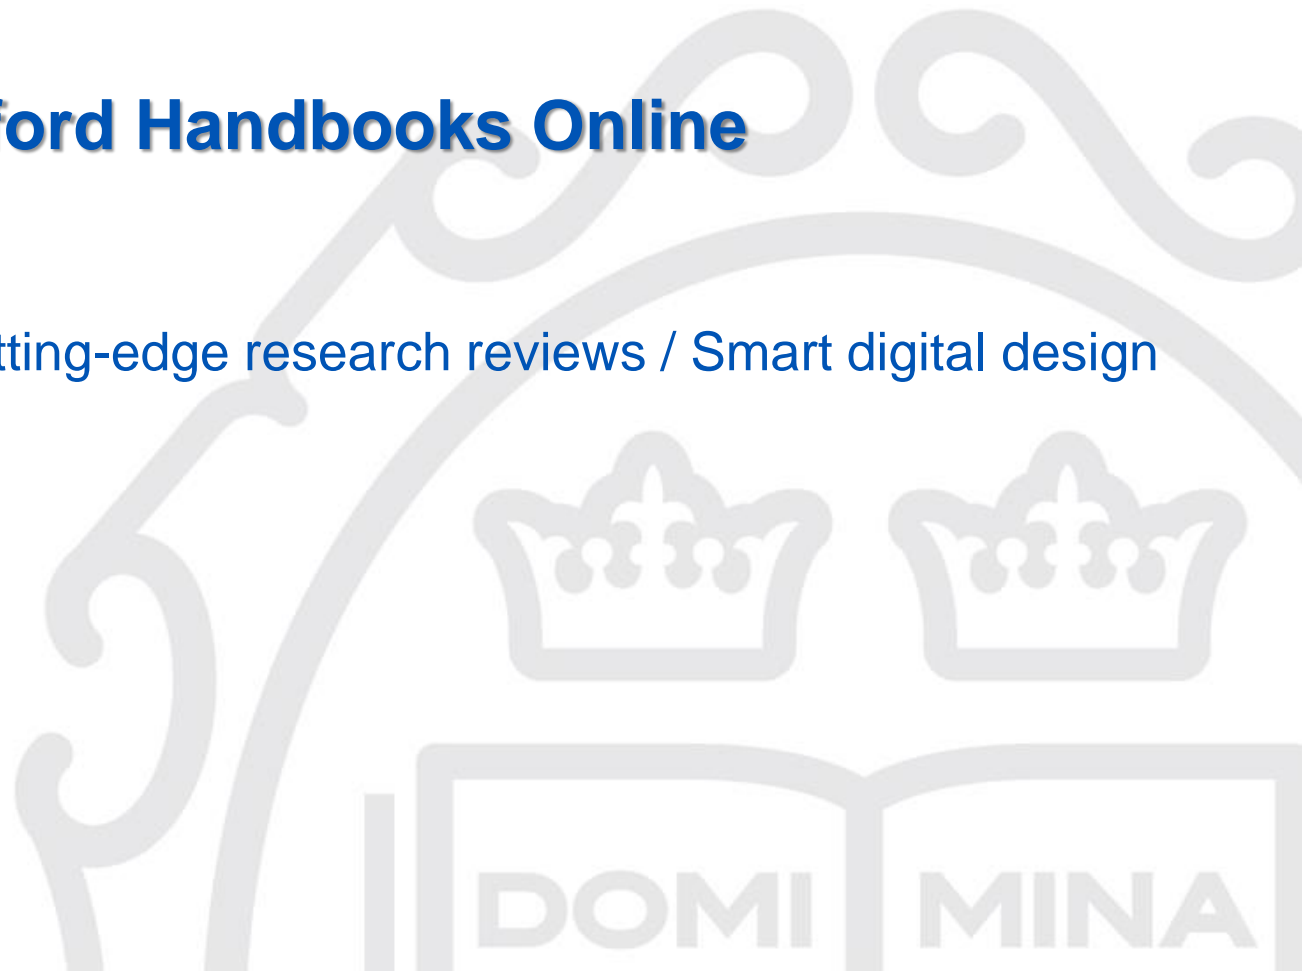 ford Handbooks Online
tting-edge research reviews / Smart digital design
DOMI MINA